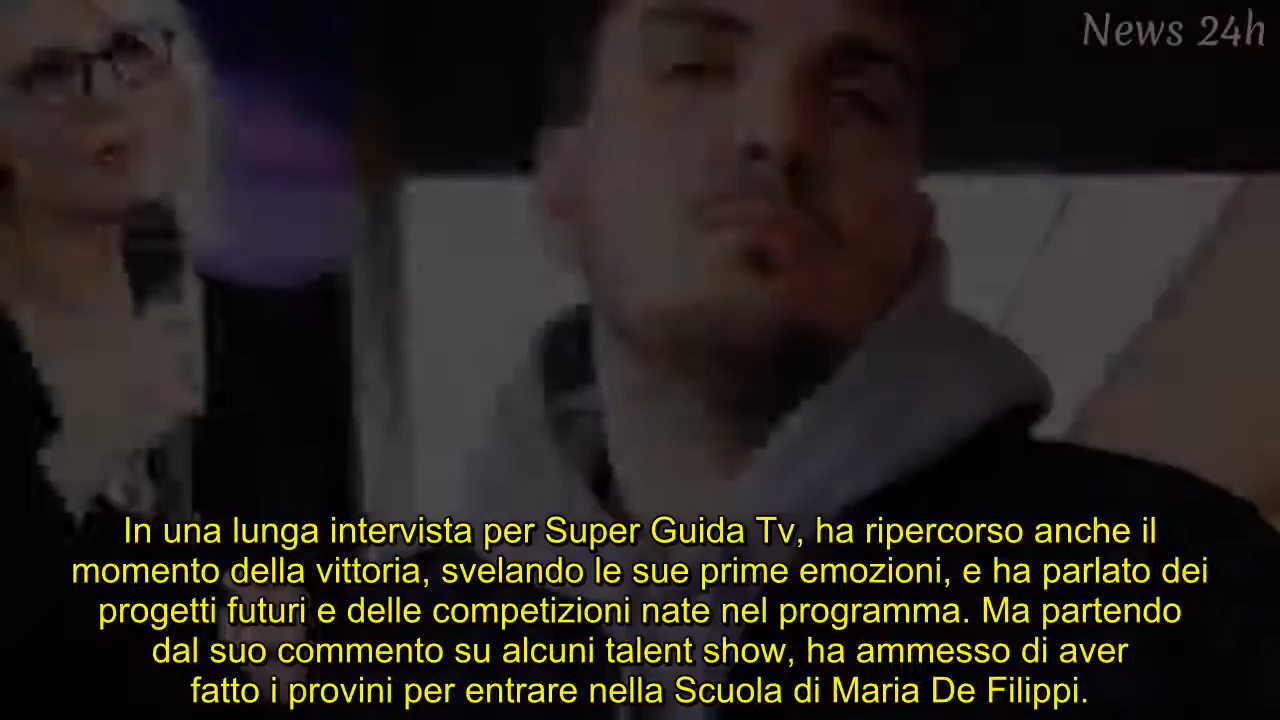 News 24h
In una lunga intervista per Super Guida Tv, ha ripercorso anche il
momento della vittoria, svelando le sue prime emozioni, e ha parlato dei
progetti futuri e delle competizioni nate nel programma. Ma partendo
dal suo commento su alcuni talent show, ha ammesso di aver
fatto i provini per entrare nella Scuola di Maria De Filippi.